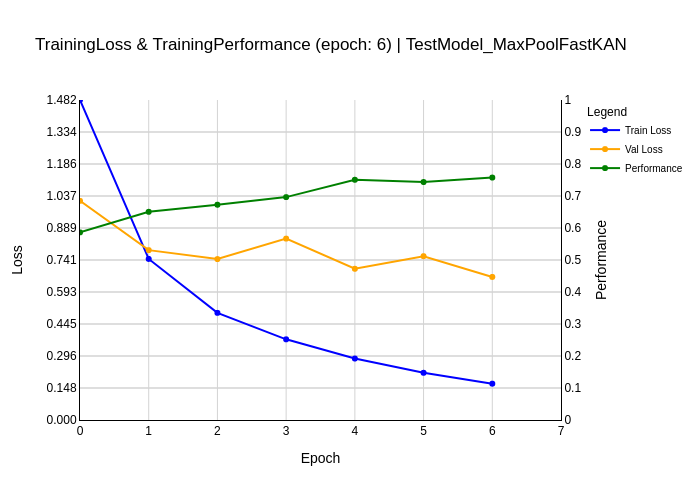 TrainingLoss & TrainingPerformance (epoch: 6) | TestModel_MaxPoolFastKAN
1.482
1.334
1.186
1.037
0.889
0.741
0.593
0.445
0.296
0.148
0.000
Loss
0 1 2 3 4 5 6 7
Epoch
1
0.9
0.8
0.7
0.6
0.5
0.4
0.3
0.2
0.1
0
Performance
Legend
Train Loss
Val Loss
Performance